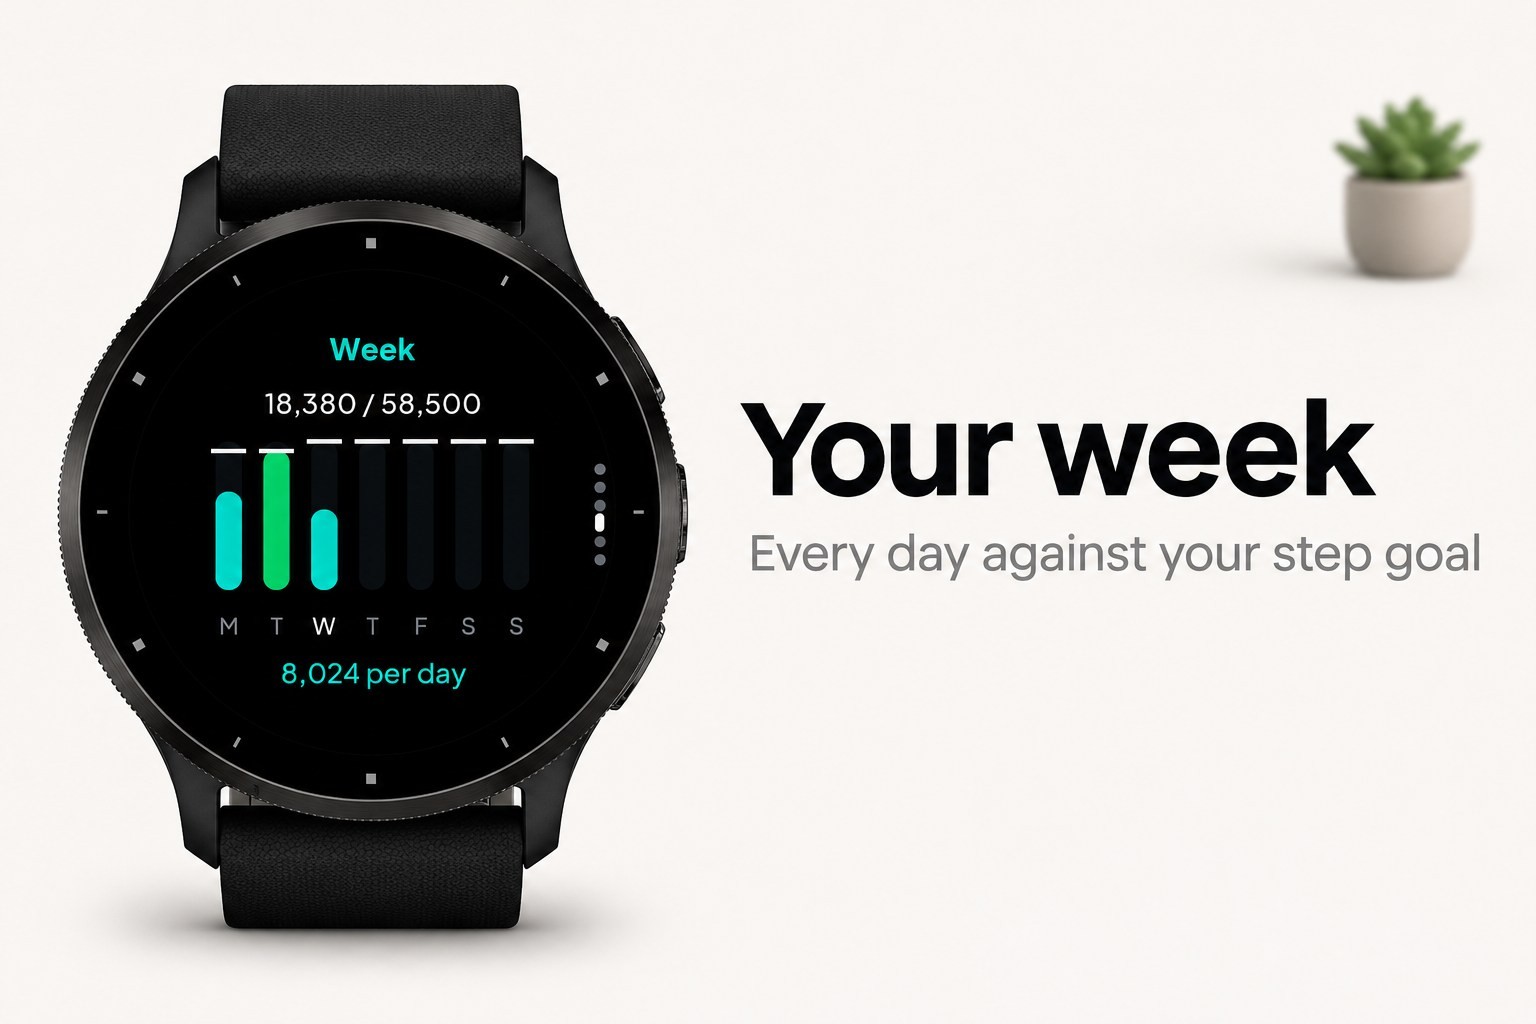 Week
18,380 / 58,500
M T W T F S S
8,024 per day
Your week
Every day against your step goal